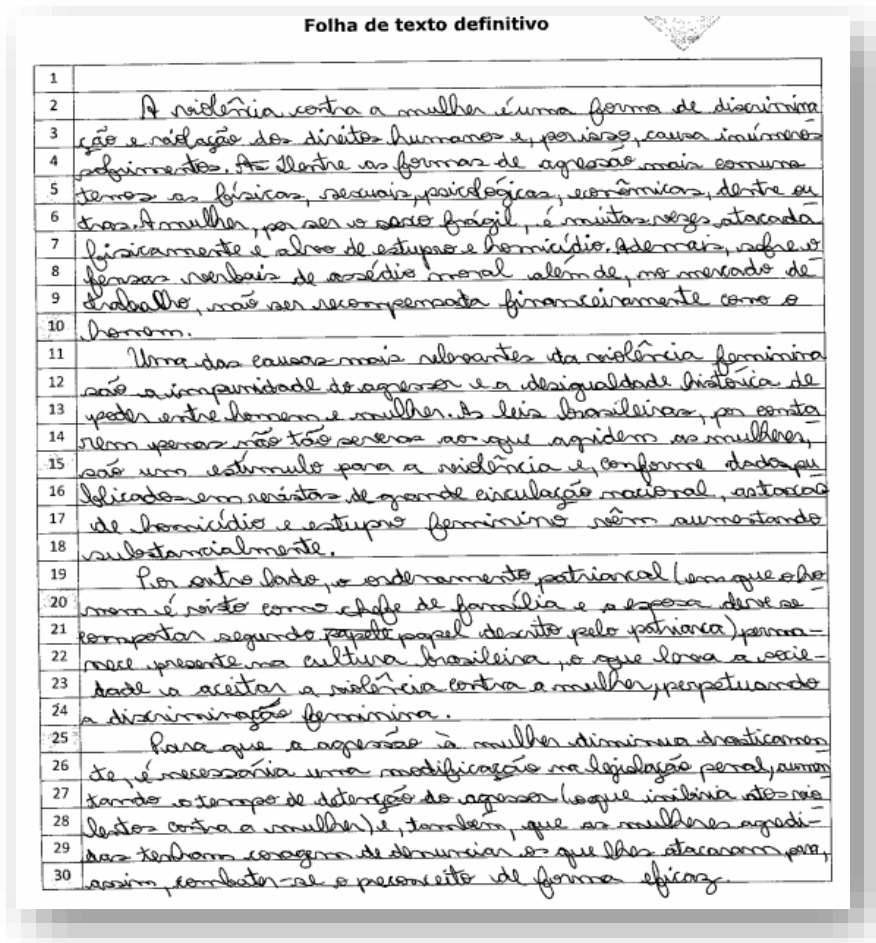 Folha de texto definitivo
1
2 A violência contra a mulher é uma forma de discrimina
3 ção e violação dos direitos humanos e, por isso, causa inúmeros
4 sofrimentos. As Dentre as formas de agressão mais comuns
5 temos as físicas, sexuais, psicológicas, econômicas, dentre ou
6 tras. A mulher, por ser o sexo frágil, é muitas vezes atacada
7 fisicamente e alvo de estupro e homicídio. Ademais, sofre o
8 fensas verbais de assédio moral além de, no mercado de
9 trabalho, não ser recompensada financeiramente como o
10 homem.
11 Uma das causas mais relevantes da violência feminina
12 são a impunidade do agressor e a desigualdade histórica de
13 poder entre homem e mulher. As leis brasileiras, por consta
14 rem penas não tão severas aos que agridem as mulheres,
15 são um estímulo para a violência e, conforme dados pu
16 blicados em revistas de grande circulação nacional, as taxas
17 de homicídio e estupro feminino vêm aumentando
18 substancialmente.
19 Por outro lado, o ordenamento patriarcal (em que o ho
20 mem é visto como chefe de família e a esposa deve se
21 comportar segundo papele papel descrito pelo patriarca) perma-
22 nece presente na cultura brasileira, o que leva a socie-
23 dade a aceitar a violência contra a mulher, perpetuando
24 a discriminação feminina.
25 Para que a agressão à mulher diminua drasticamen
26 te, é necessária uma modificação na legislação penal, aumen
27 tando o tempo de detenção do agressor (o que inibiria atos vio
28 lentos contra a mulher) e, também, que as mulheres agredi-
29 das tenham coragem de denunciar os que lhes atacaram para,
30 assim, combater-se o preconceito de forma eficaz.